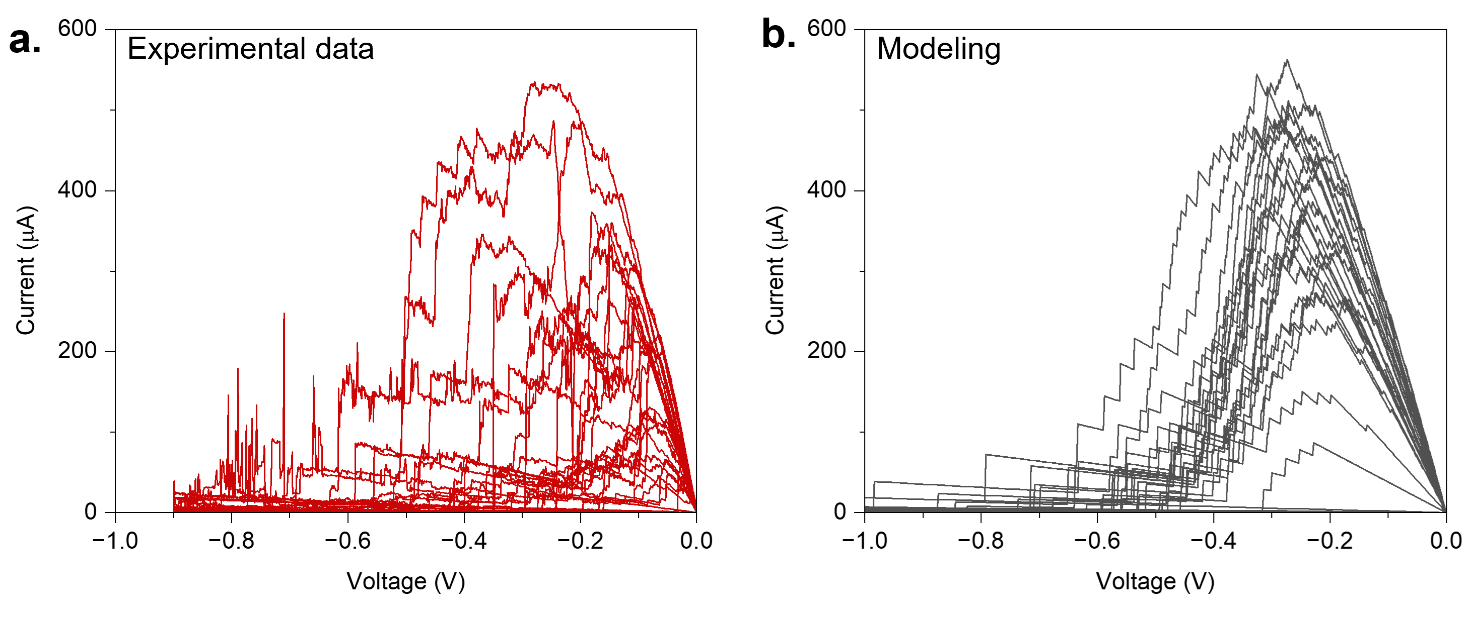 a.
Experimental data
600
400
200
0
−1.0 −0.8 −0.6 −0.4 −0.2 0.0
Voltage (V)
Current (μA)
b.
Modeling
600
400
200
0
−1.0 −0.8 −0.6 −0.4 −0.2 0.0
Voltage (V)
Current (μA)